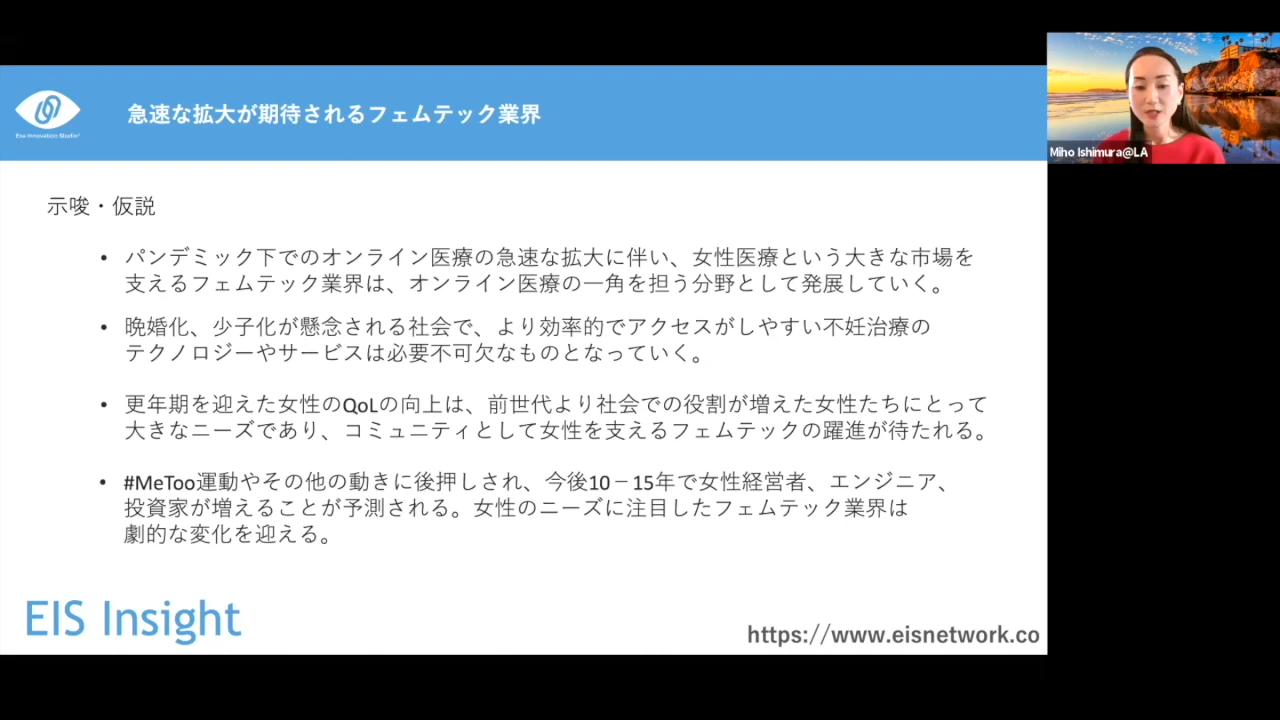 急速な拡大が期待されるフェムテック業界
Miho Ishimura@LA
示唆・仮説
• パンデミック下でのオンライン医療の急速な拡大に伴い、女性医療という大きな市場を
支えるフェムテック業界は、オンライン医療の一角を担う分野として発展していく。
• 晩婚化、少子化が懸念される社会で、より効率的でアクセスがしやすい不妊治療の
テクノロジーやサービスは必要不可欠なものとなっていく。
• 更年期を迎えた女性のQoLの向上は、前世代より社会での役割が増えた女性たちにとって
大きなニーズであり、コミュニティとして女性を支えるフェムテックの躍進が待たれる。
• #MeToo運動やその他の動きに後押しされ、今後10－15年で女性経営者、エンジニア、
投資家が増えることが予測される。女性のニーズに注目したフェムテック業界は
劇的な変化を迎える。
EIS Insight
https://www.eisnetwork.co